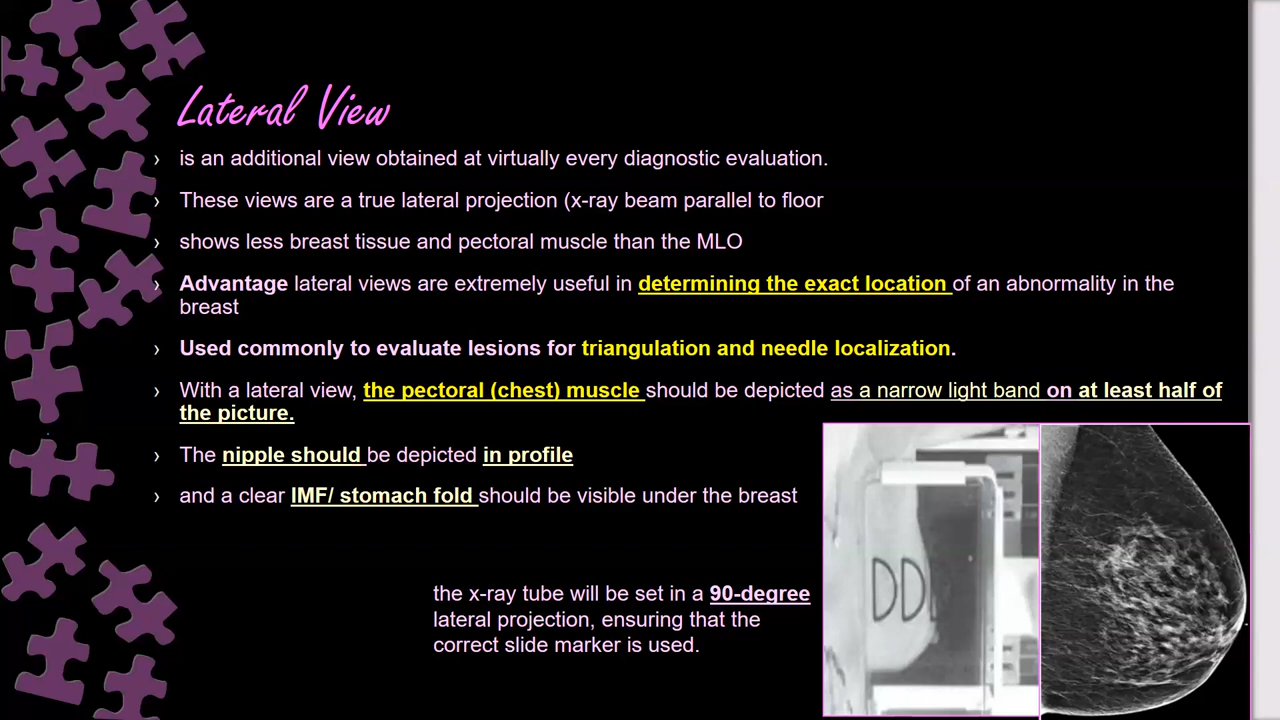 Lateral View
› is an additional view obtained at virtually every diagnostic evaluation.
› These views are a true lateral projection (x-ray beam parallel to floor
› shows less breast tissue and pectoral muscle than the MLO
› Advantage lateral views are extremely useful in determining the exact location of an abnormality in the
breast
› Used commonly to evaluate lesions for triangulation and needle localization.
› With a lateral view, the pectoral (chest) muscle should be depicted as a narrow light band on at least half of
the picture.
› The nipple should be depicted in profile
› and a clear IMF/ stomach fold should be visible under the breast
the x-ray tube will be set in a 90-degree
lateral projection, ensuring that the
correct slide marker is used.